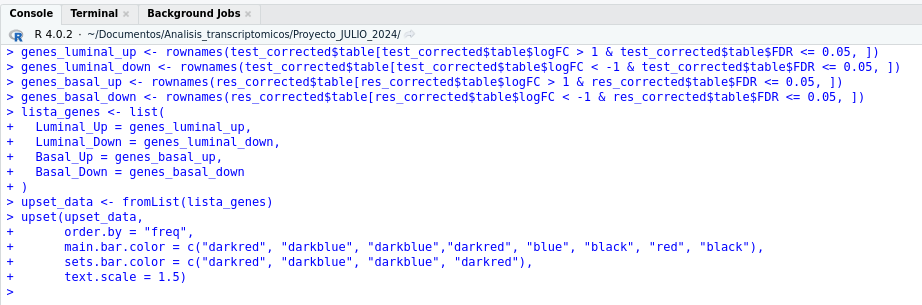 Console Terminal × Background Jobs ×
R 4.0.2 · ~/Documentos/Analisis_transcriptomicos/Proyecto_JULIO_2024/
> genes_luminal_up <- rownames(test_corrected$table[test_corrected$table$logFC > 1 & test_corrected$table$FDR <= 0.05, ])
> genes_luminal_down <- rownames(test_corrected$table[test_corrected$table$logFC < -1 & test_corrected$table$FDR <= 0.05, ])
> genes_basal_up <- rownames(res_corrected$table[res_corrected$table$logFC > 1 & res_corrected$table$FDR <= 0.05, ])
> genes_basal_down <- rownames(res_corrected$table[res_corrected$table$logFC < -1 & res_corrected$table$FDR <= 0.05, ])
> lista_genes <- list(
+   Luminal_Up = genes_luminal_up,
+   Luminal_Down = genes_luminal_down,
+   Basal_Up = genes_basal_up,
+   Basal_Down = genes_basal_down
+ )
> upset_data <- fromList(lista_genes)
> upset(upset_data,
+       order.by = "freq",
+       main.bar.color = c("darkred", "darkblue", "darkblue","darkred", "blue", "black", "red", "black"),
+       sets.bar.color = c("darkred", "darkblue", "darkblue", "darkred"),
+       text.scale = 1.5)
>